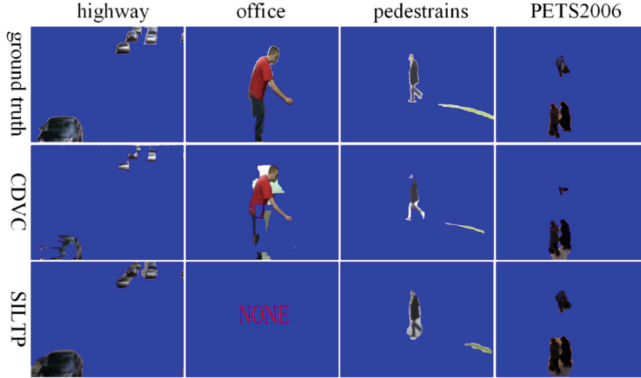 highway office pedestrains PETS2006
ground truth
CDVC
SILTP
NONE